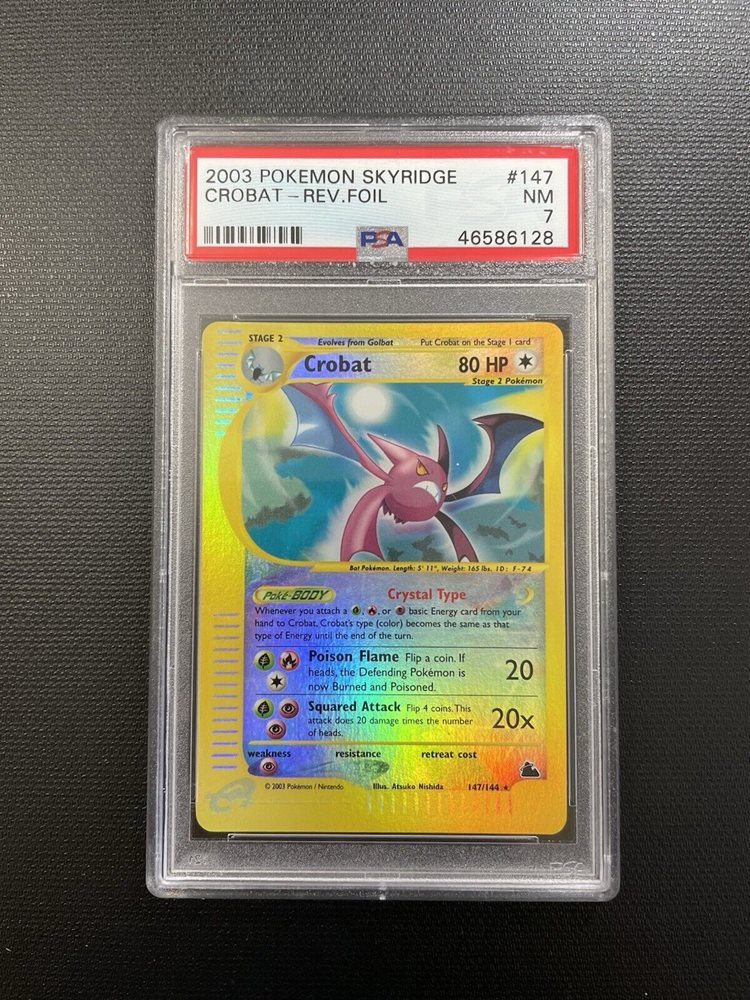 2003 POKEMON SKYRIDGE #147
CROBAT - REV.FOIL NM
7
PSA 46586128
STAGE 2 Evolves from Golbat Put Crobat on the Stage 1 card
Crobat 80 HP
Stage 2 Pokémon
Bat Pokémon. Length: 5' 11", Weight: 165 lbs. ID: F-74
Poké-BODY Crystal Type
Whenever you attach a , , or basic Energy card from your
hand to Crobat, Crobat's type (color) becomes the same as that
type of Energy until the end of the turn.
Poison Flame Flip a coin. If
heads, the Defending Pokémon is
now Burned and Poisoned.
20
Squared Attack Flip 4 coins. This
attack does 20 damage times the number
of heads.
20x
weakness resistance retreat cost
© 2003 Pokémon / Nintendo Illus. Atsuko Nishida 147/144 ★